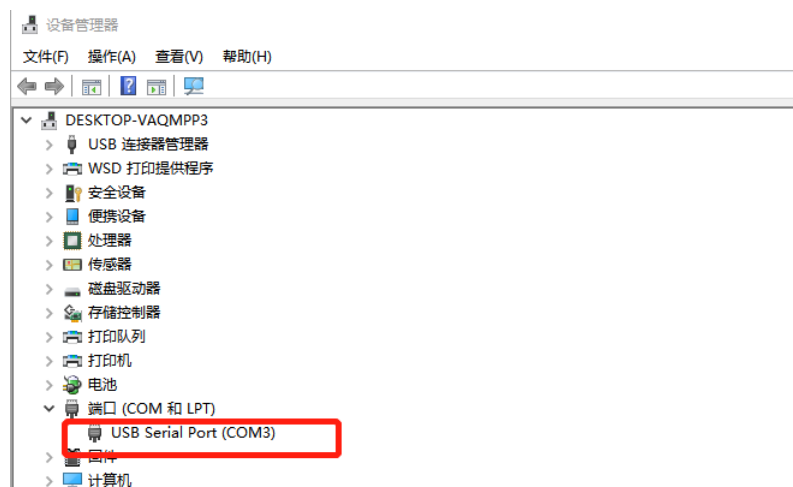 设备管理器
文件(F) 操作(A) 查看(V) 帮助(H)
DESKTOP-VAQMPP3
USB 连接器管理器
WSD 打印提供程序
安全设备
便携设备
处理器
传感器
磁盘驱动器
存储控制器
打印队列
打印机
电池
端口 (COM 和 LPT)
USB Serial Port (COM3)
固件
计算机